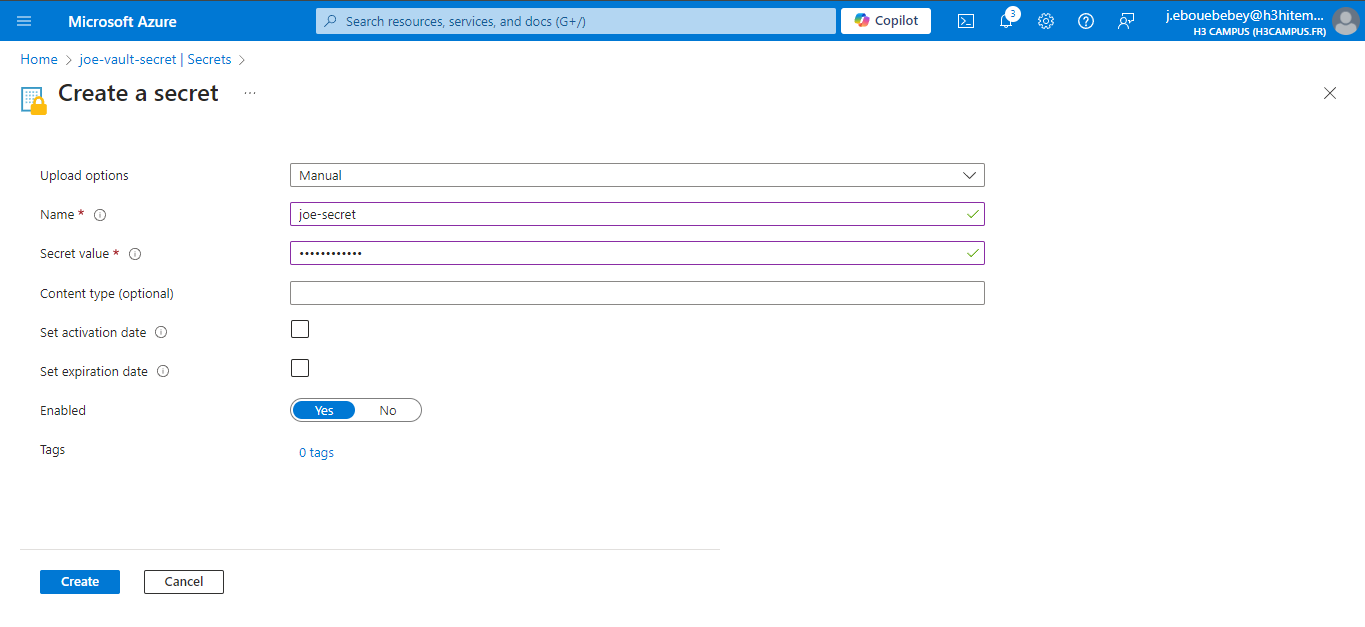 Microsoft Azure
Search resources, services, and docs (G+/)
Copilot
3
j.ebouebebey@h3hitem...
H3 CAMPUS (H3CAMPUS.FR)
Home > joe-vault-secret | Secrets >
Create a secret ...
Upload options
Manual
Name *
joe-secret
Secret value *
••••••••••••
Content type (optional)
Set activation date
Set expiration date
Enabled
Yes No
Tags
0 tags
Create Cancel